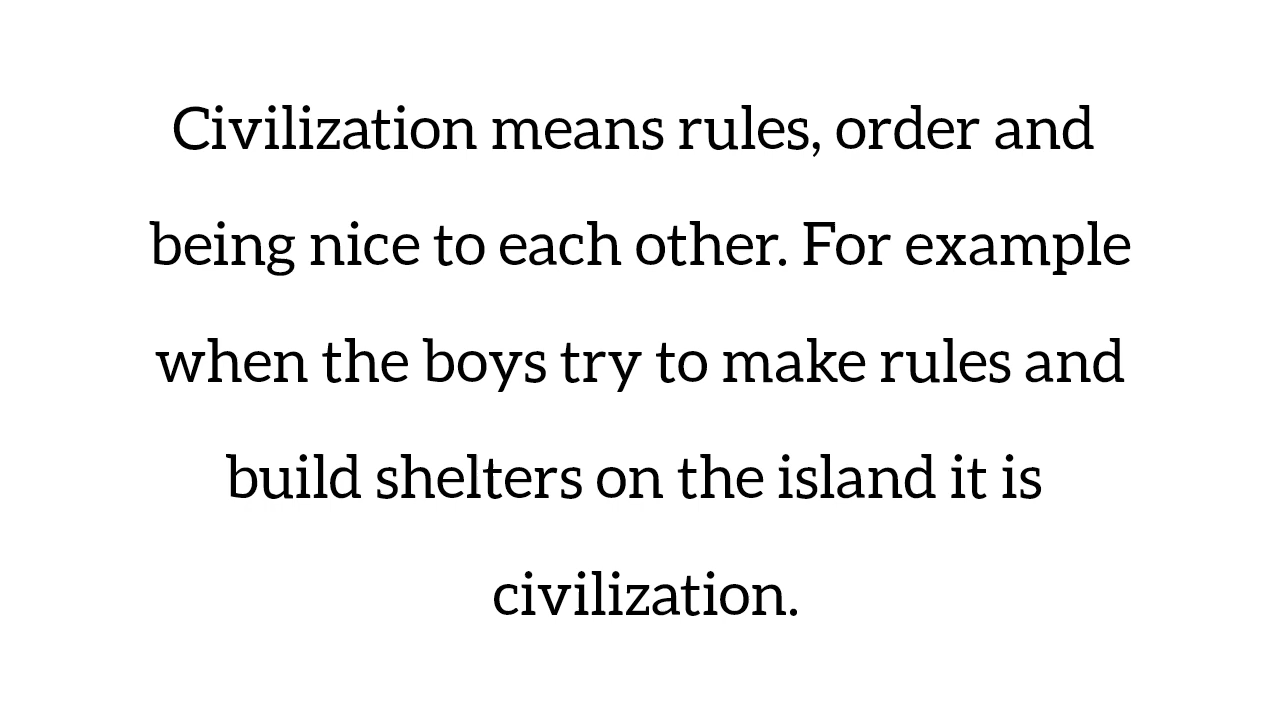 Civilization means rules, order and
being nice to each other. For example
when the boys try to make rules and
build shelters on the island it is
civilization.